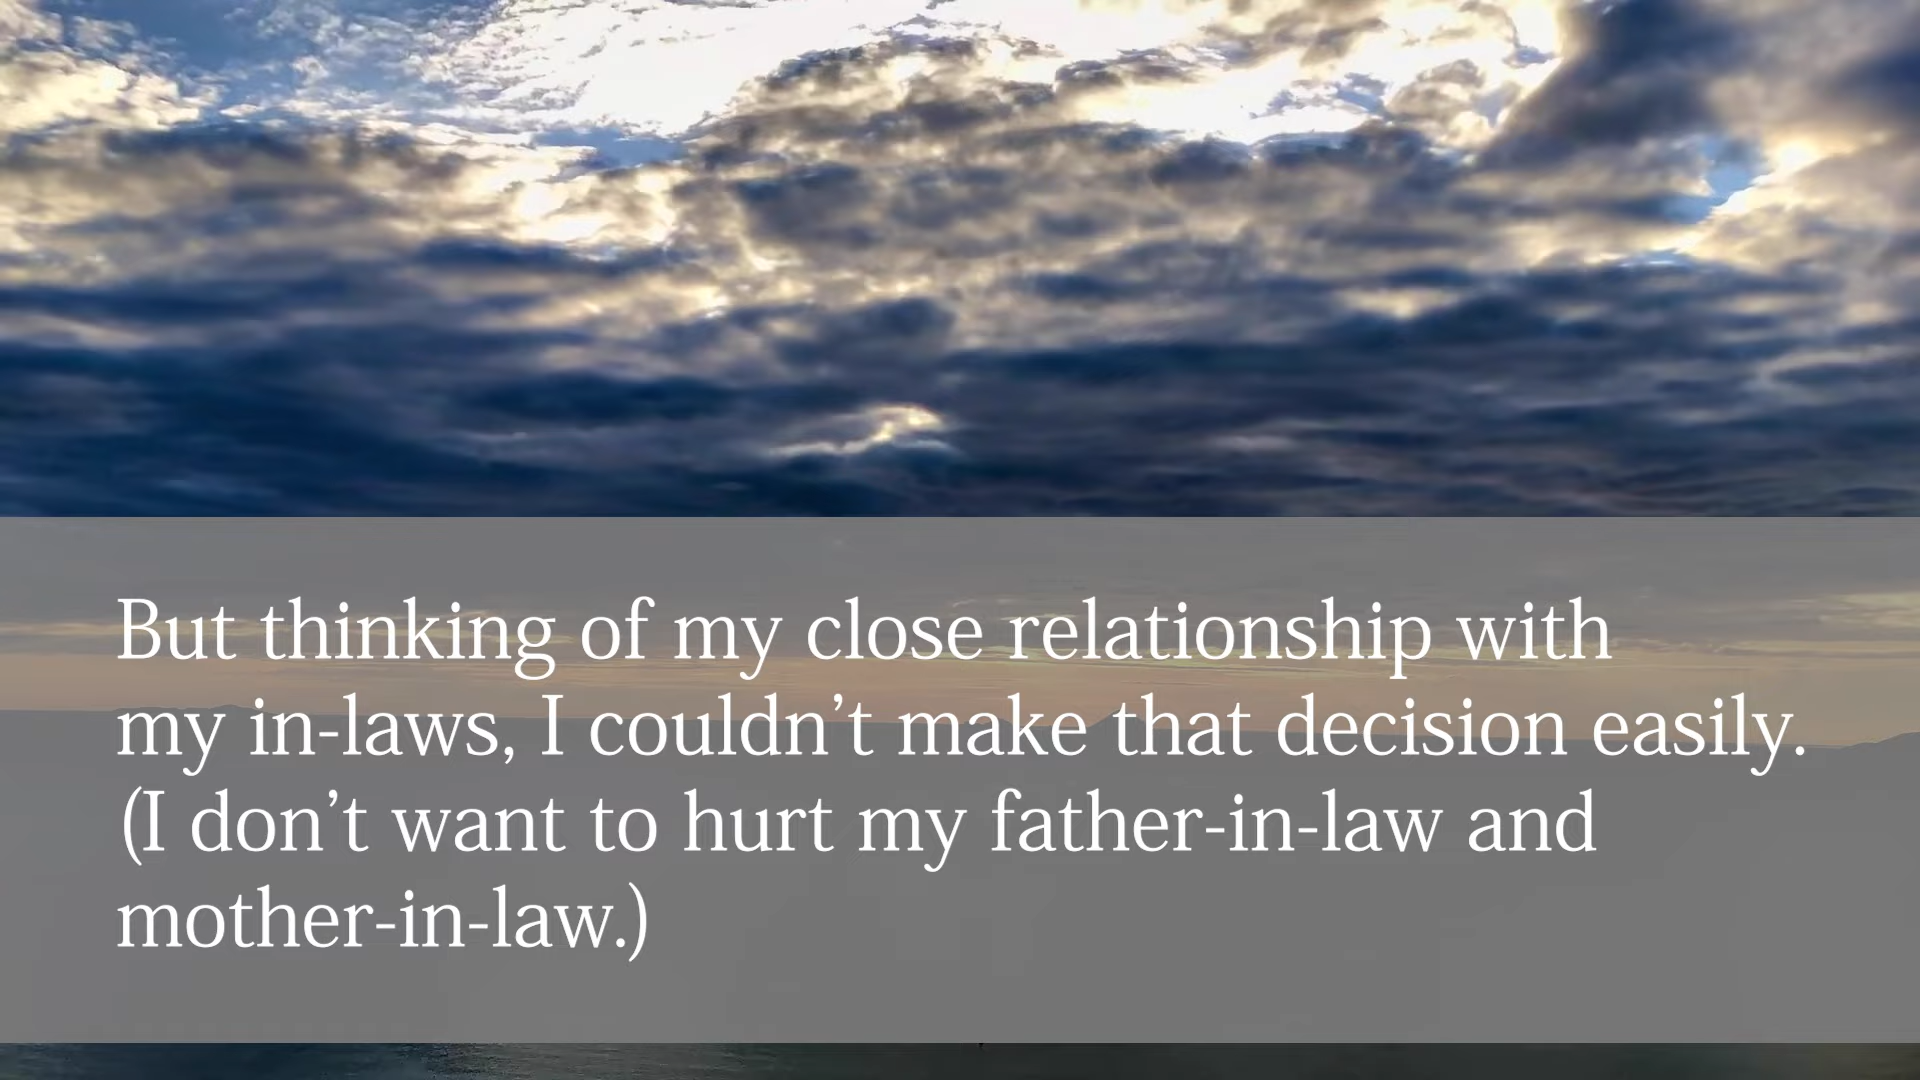 But thinking of my close relationship with
my in-laws, I couldn’t make that decision easily.
(I don’t want to hurt my father-in-law and
mother-in-law.)